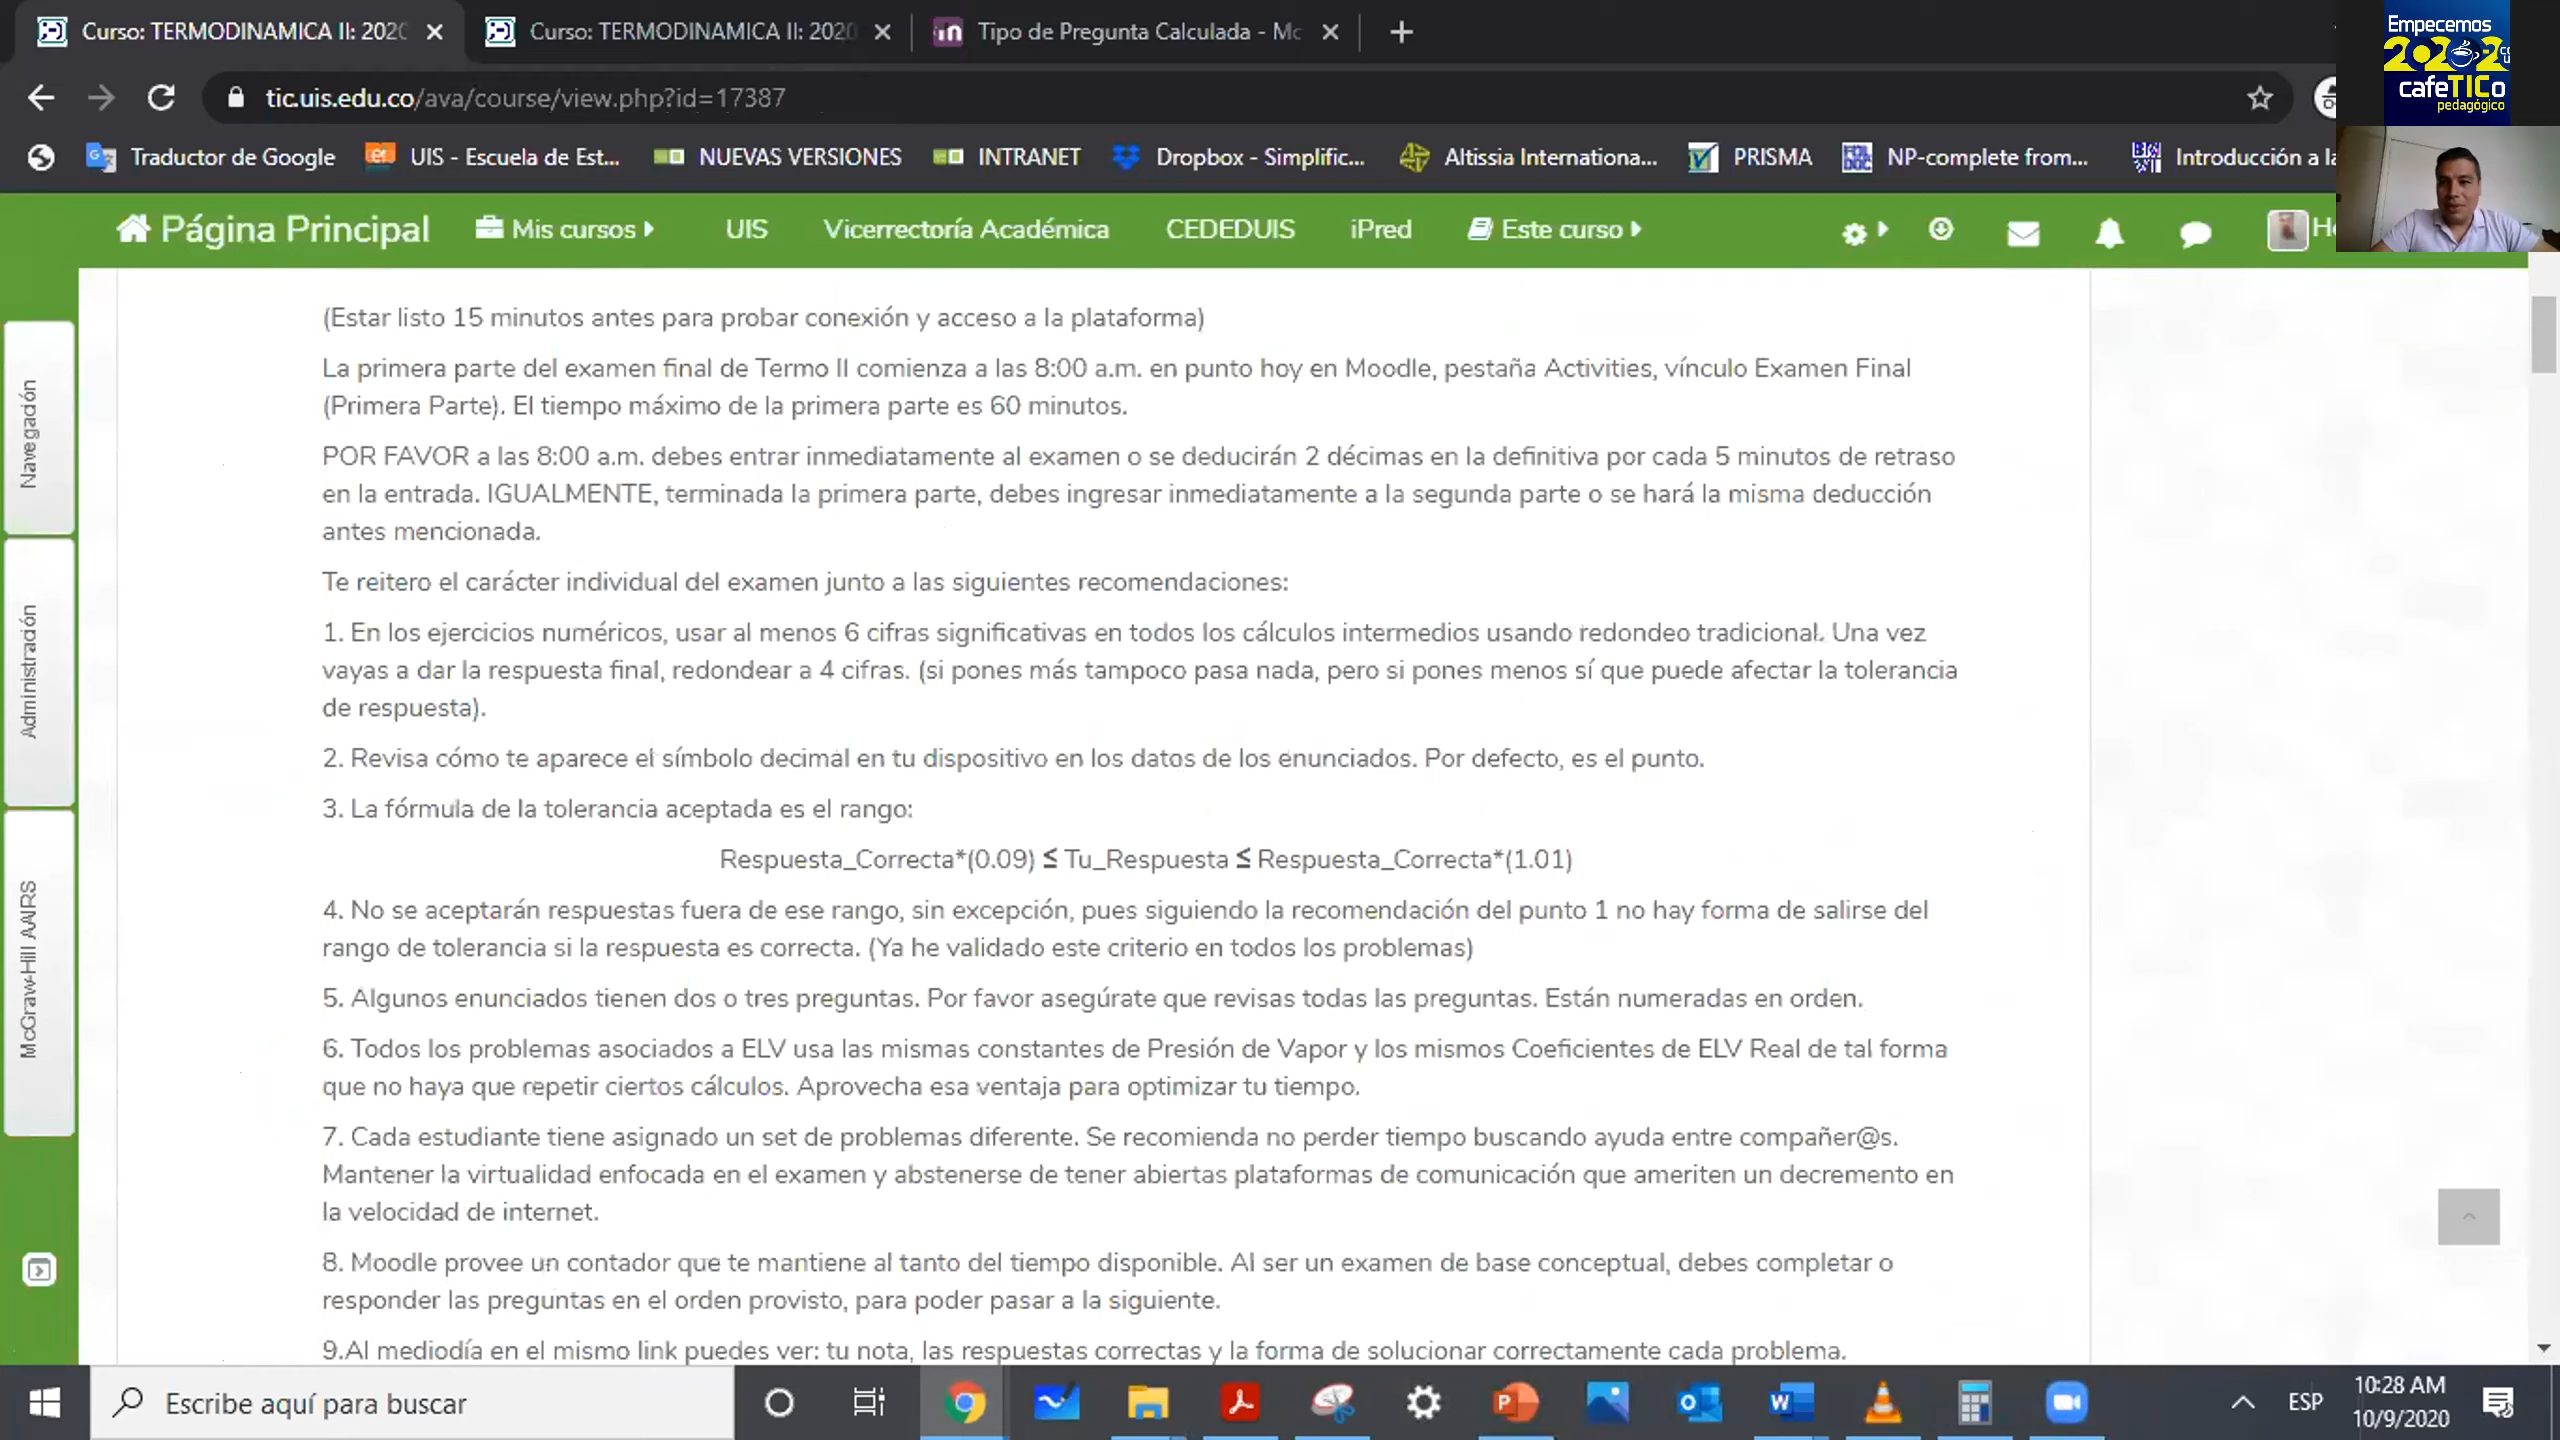 Curso: TERMODINAMICA II: 2020
Curso: TERMODINAMICA II: 2020
Tipo de Pregunta Calculada - Mc
tic.uis.edu.co/ava/course/view.php?id=17387
Empecemos
2020-2
cafeTICo
pedagógico
Traductor de Google
UIS - Escuela de Est...
NUEVAS VERSIONES
INTRANET
Dropbox - Simplific...
Altissia Internationa...
PRISMA
NP-complete from...
Introducción a la
Página Principal
Mis cursos
UIS
Vicerrectoría Académica
CEDEDUIS
iPred
Este curso
He
Navegación
Administración
McGraw-Hill AAIRS
(Estar listo 15 minutos antes para probar conexión y acceso a la plataforma)
La primera parte del examen final de Termo II comienza a las 8:00 a.m. en punto hoy en Moodle, pestaña Activities, vínculo Examen Final
(Primera Parte). El tiempo máximo de la primera parte es 60 minutos.
POR FAVOR a las 8:00 a.m. debes entrar inmediatamente al examen o se deducirán 2 décimas en la definitiva por cada 5 minutos de retraso
en la entrada. IGUALMENTE, terminada la primera parte, debes ingresar inmediatamente a la segunda parte o se hará la misma deducción
antes mencionada.
Te reitero el carácter individual del examen junto a las siguientes recomendaciones:
1. En los ejercicios numéricos, usar al menos 6 cifras significativas en todos los cálculos intermedios usando redondeo tradicional. Una vez
vayas a dar la respuesta final, redondear a 4 cifras. (si pones más tampoco pasa nada, pero si pones menos sí que puede afectar la tolerancia
de respuesta).
2. Revisa cómo te aparece el símbolo decimal en tu dispositivo en los datos de los enunciados. Por defecto, es el punto.
3. La fórmula de la tolerancia aceptada es el rango:
Respuesta_Correcta*(0.09) ≤ Tu_Respuesta ≤ Respuesta_Correcta*(1.01)
4. No se aceptarán respuestas fuera de ese rango, sin excepción, pues siguiendo la recomendación del punto 1 no hay forma de salirse del
rango de tolerancia si la respuesta es correcta. (Ya he validado este criterio en todos los problemas)
5. Algunos enunciados tienen dos o tres preguntas. Por favor asegúrate que revisas todas las preguntas. Están numeradas en orden.
6. Todos los problemas asociados a ELV usa las mismas constantes de Presión de Vapor y los mismos Coeficientes de ELV Real de tal forma
que no haya que repetir ciertos cálculos. Aprovecha esa ventaja para optimizar tu tiempo.
7. Cada estudiante tiene asignado un set de problemas diferente. Se recomienda no perder tiempo buscando ayuda entre compañer@s.
Mantener la virtualidad enfocada en el examen y abstenerse de tener abiertas plataformas de comunicación que ameriten un decremento en
la velocidad de internet.
8. Moodle provee un contador que te mantiene al tanto del tiempo disponible. Al ser un examen de base conceptual, debes completar o
responder las preguntas en el orden provisto, para poder pasar a la siguiente.
9.Al mediodía en el mismo link puedes ver: tu nota, las respuestas correctas y la forma de solucionar correctamente cada problema.
Escribe aquí para buscar
ESP
10:28 AM
10/9/2020